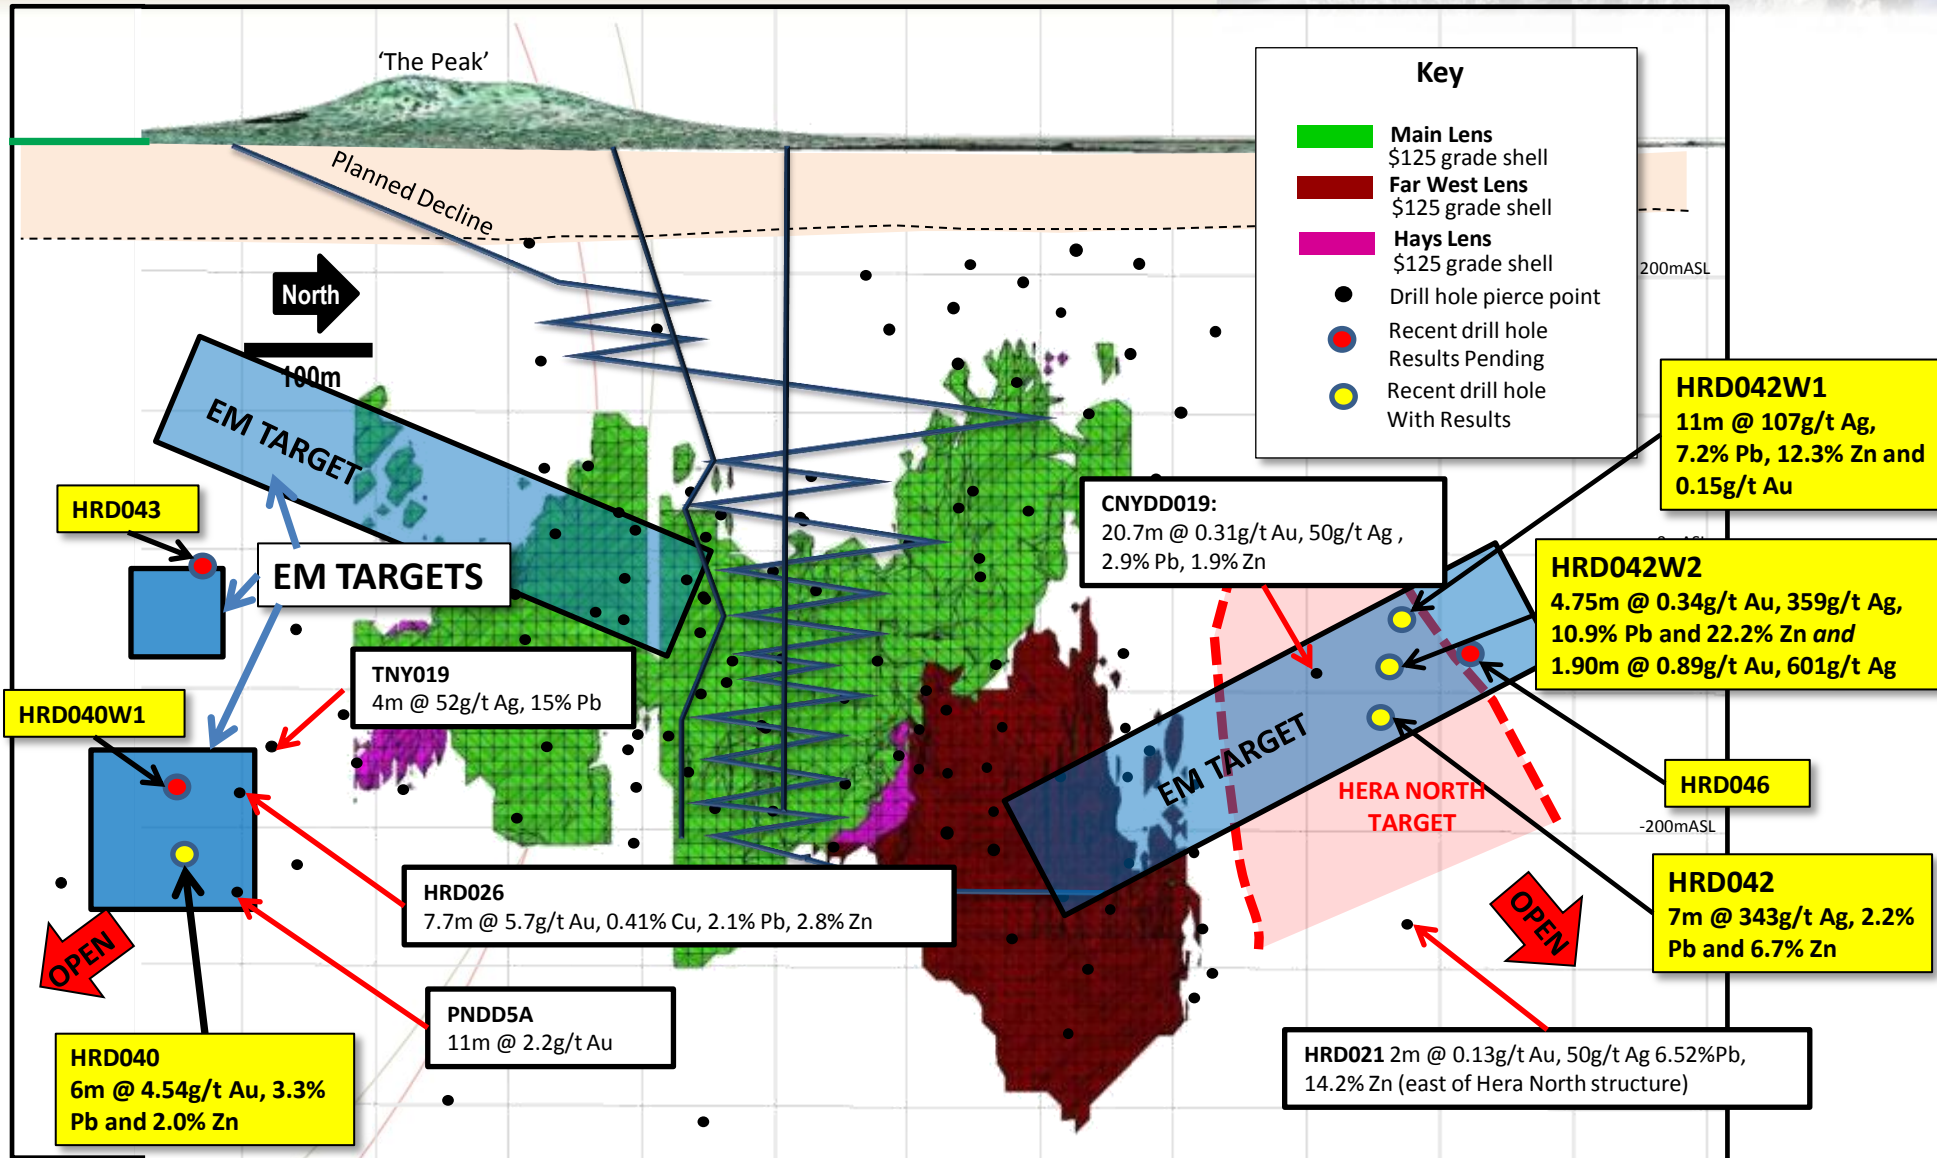 'The Peak'
Planned Decline
North
100m
Key
Main Lens
$125 grade shell
Far West Lens
$125 grade shell
Hays Lens
$125 grade shell
Drill hole pierce point
Recent drill hole
Results Pending
Recent drill hole
With Results
200mASL
EM TARGET
HRD043
EM TARGETS
HRD040W1
TNY019
4m @ 52g/t Ag, 15% Pb
CNYDD019:
20.7m @ 0.31g/t Au, 50g/t Ag ,
2.9% Pb, 1.9% Zn
HRD042W1
11m @ 107g/t Ag,
7.2% Pb, 12.3% Zn and
0.15g/t Au
HRD042W2
4.75m @ 0.34g/t Au, 359g/t Ag,
10.9% Pb and 22.2% Zn and
1.90m @ 0.89g/t Au, 601g/t Ag
EM TARGET
HERA NORTH
TARGET
HRD046
-200mASL
HRD026
7.7m @ 5.7g/t Au, 0.41% Cu, 2.1% Pb, 2.8% Zn
HRD042
7m @ 343g/t Ag, 2.2%
Pb and 6.7% Zn
OPEN
OPEN
PNDD5A
11m @ 2.2g/t Au
HRD040
6m @ 4.54g/t Au, 3.3%
Pb and 2.0% Zn
HRD021 2m @ 0.13g/t Au, 50g/t Ag 6.52%Pb,
14.2% Zn (east of Hera North structure)